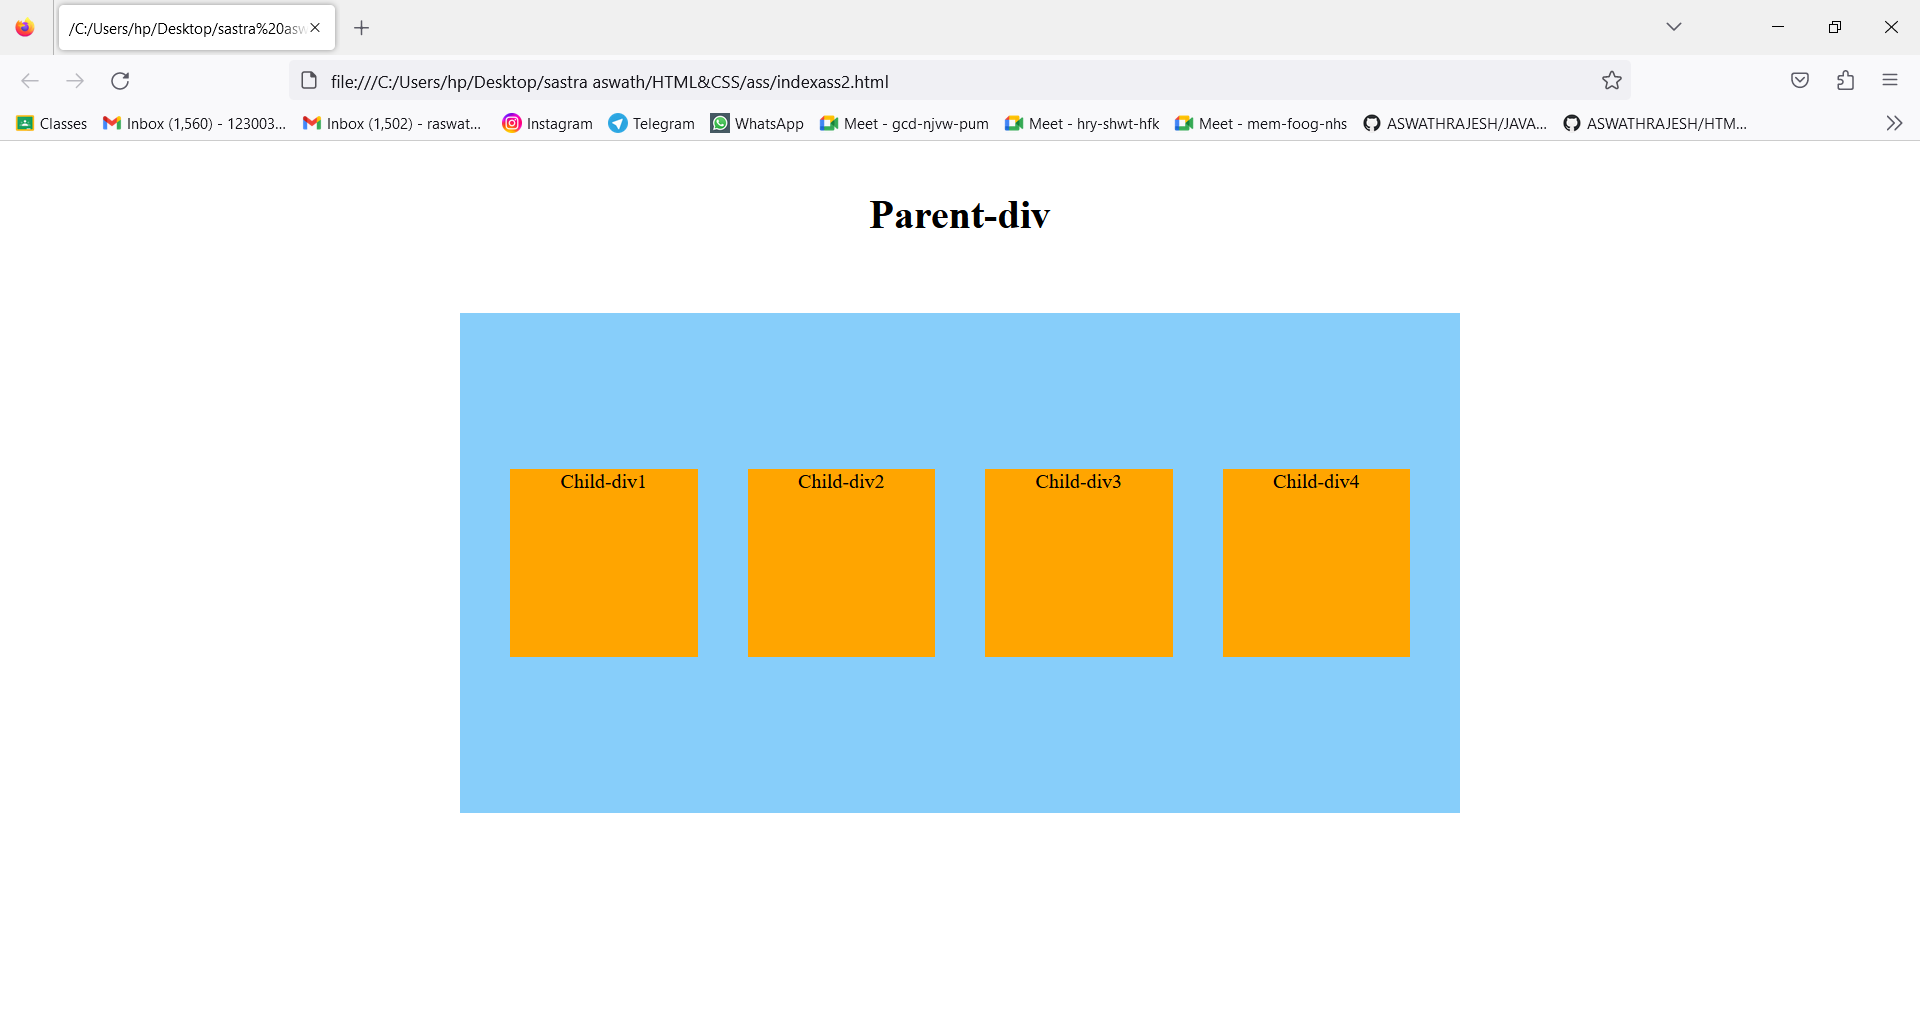 /C:/Users/hp/Desktop/sastra%20asw
file:///C:/Users/hp/Desktop/sastra aswath/HTML&CSS/ass/indexass2.html
Classes Inbox (1,560) - 123003... Inbox (1,502) - raswat... Instagram Telegram WhatsApp Meet - gcd-njvw-pum Meet - hry-shwt-hfk Meet - mem-foog-nhs ASWATHRAJESH/JAVA... ASWATHRAJESH/HTM...
Parent-div
Child-div1 Child-div2 Child-div3 Child-div4